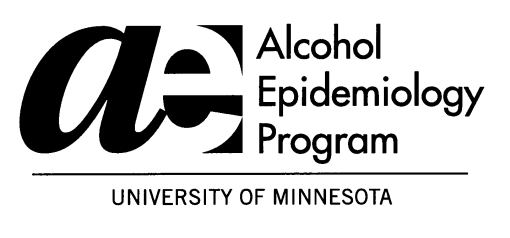 ae
Alcohol
Epidemiology
Program
UNIVERSITY OF MINNESOTA